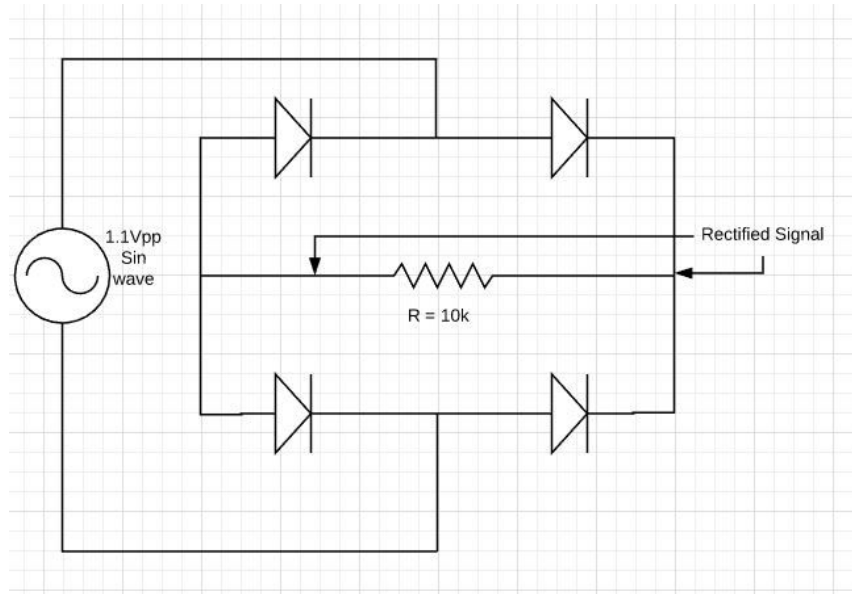 1.1Vpp
Sin
wave
Rectified Signal
R = 10k